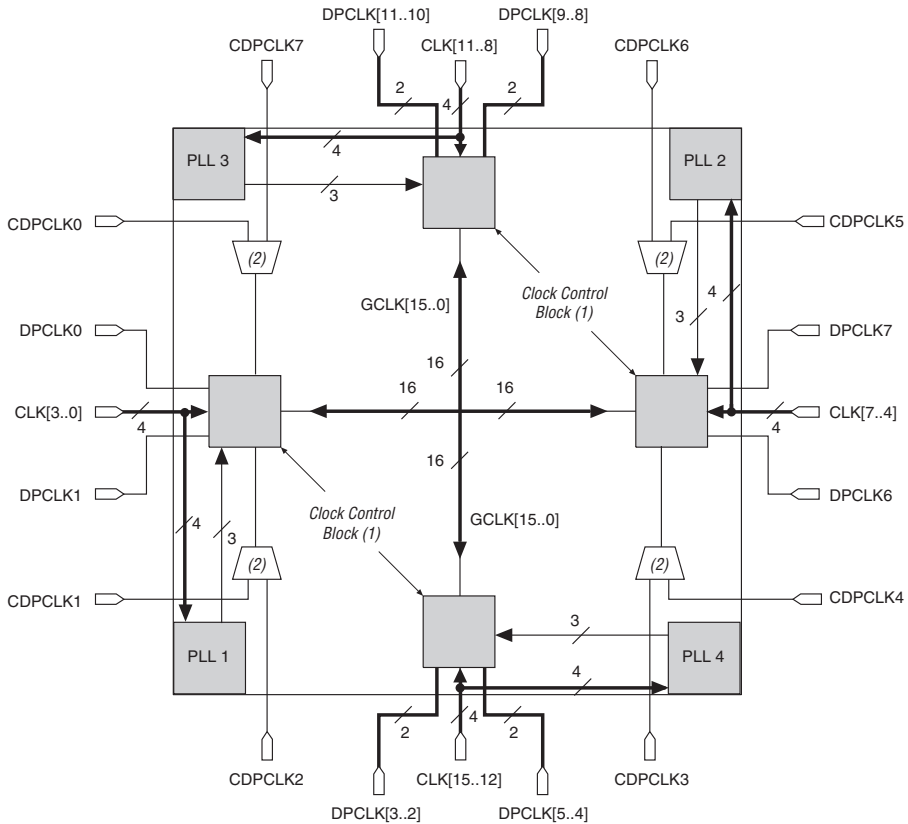 DPCLK[11..10]
DPCLK[9..8]
CDPCLK7
CLK[11..8]
CDPCLK6
2
4
2
4
PLL 3
PLL 2
3
CDPCLK0
CDPCLK5
(2)
(2)
Clock Control
Block (1)
GCLK[15..0]
4
3
DPCLK0
DPCLK7
16
16
16
CLK[3..0]
CLK[7..4]
4
4
16
DPCLK1
DPCLK6
Clock Control
Block (1)
GCLK[15..0]
4
3
(2)
(2)
CDPCLK1
CDPCLK4
3
PLL 1
PLL 4
4
2
4
2
CDPCLK2
CLK[15..12]
CDPCLK3
DPCLK[3..2]
DPCLK[5..4]